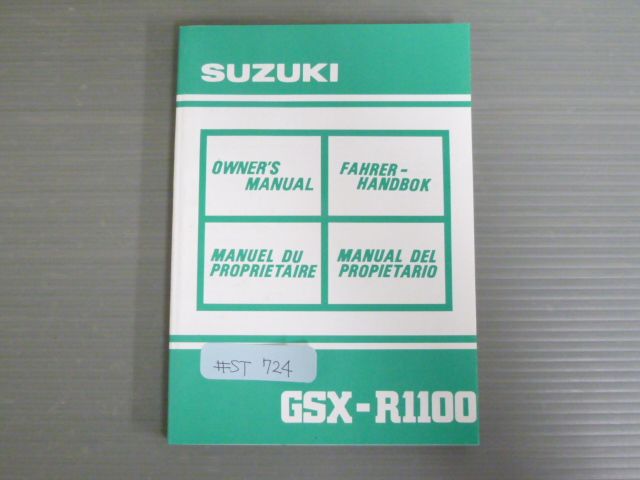 SUZUKI
OWNER'S
MANUAL
FAHRER-
HANDBOK
MANUEL DU
PROPRIETAIRE
MANUAL DEL
PROPIETARIO
#ST 724
GSX-R1100